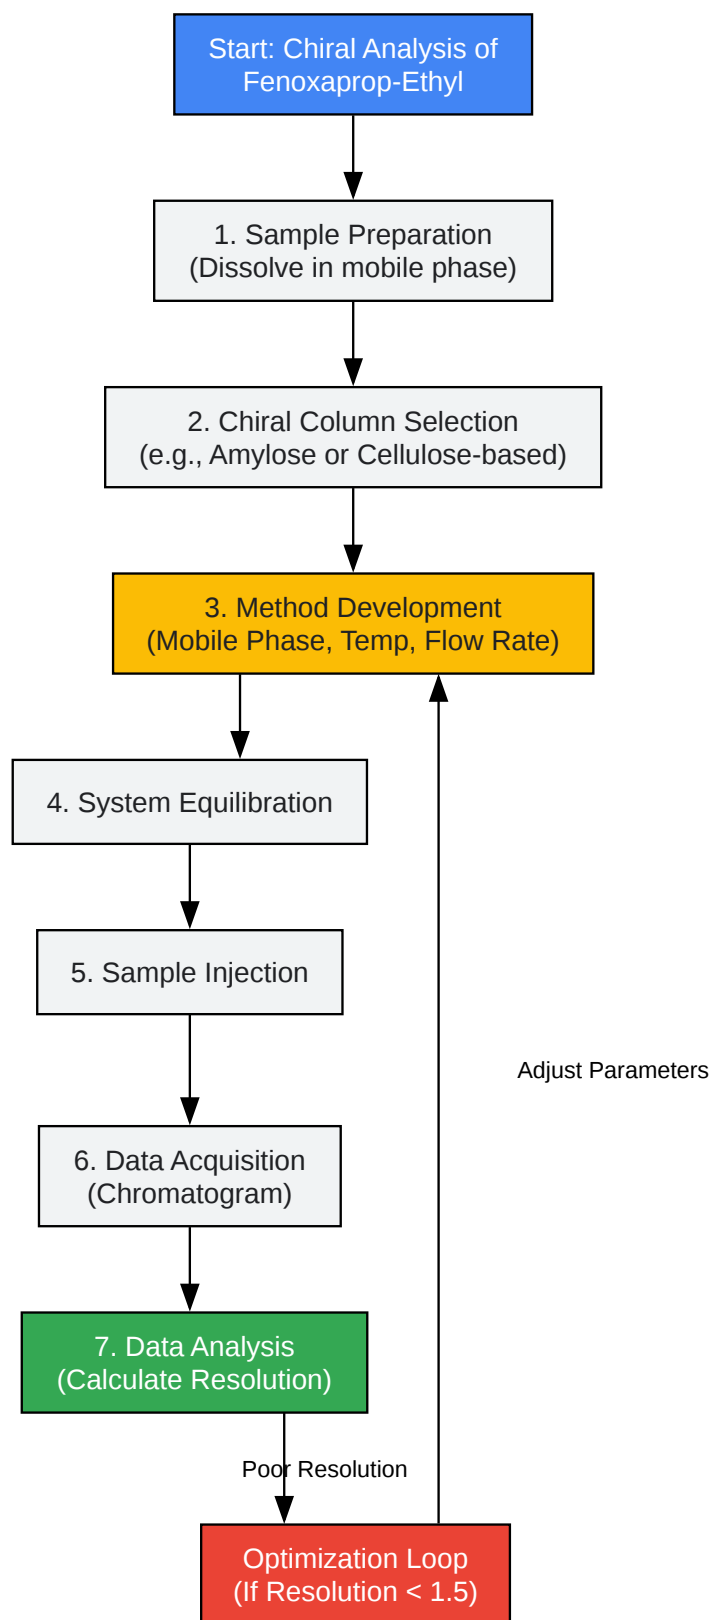 Start: Chiral Analysis of
Fenoxaprop-Ethyl
1. Sample Preparation
(Dissolve in mobile phase)
2. Chiral Column Selection
(e.g., Amylose or Cellulose-based)
3. Method Development
(Mobile Phase, Temp, Flow Rate)
4. System Equilibration
5. Sample Injection
Adjust Parameters
6. Data Acquisition
(Chromatogram)
7. Data Analysis
(Calculate Resolution)
Poor Resolution
Optimization Loop
(If Resolution < 1.5)